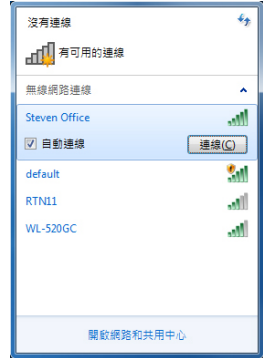 沒有連線
有可用的連線
無線網路連線
Steven Office
自動連線 連線(C)
default
RTN11
WL-520GC
開啟網路和共用中心